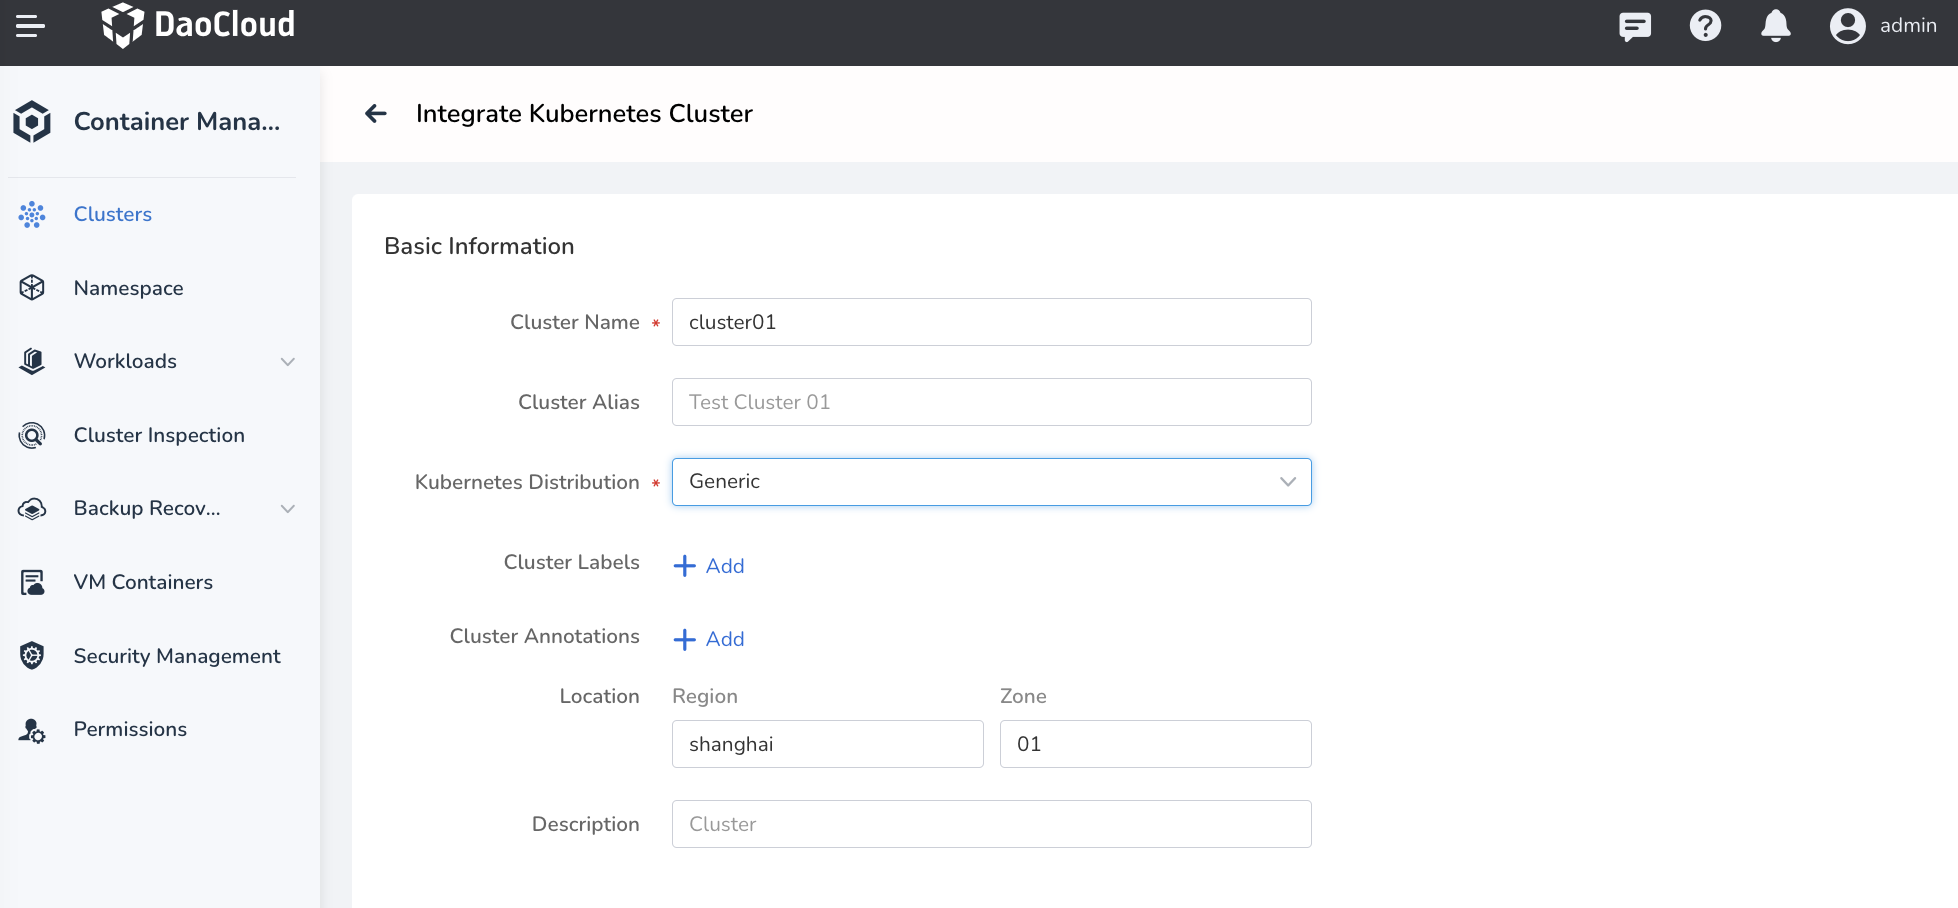 DaoCloud
admin
Container Mana...
Clusters
Namespace
Workloads
Cluster Inspection
Backup Recov...
VM Containers
Security Management
Permissions
Integrate Kubernetes Cluster
Basic Information
Cluster Name * cluster01
Cluster Alias Test Cluster 01
Kubernetes Distribution * Generic
Cluster Labels + Add
Cluster Annotations + Add
Location Region Zone
shanghai 01
Description Cluster